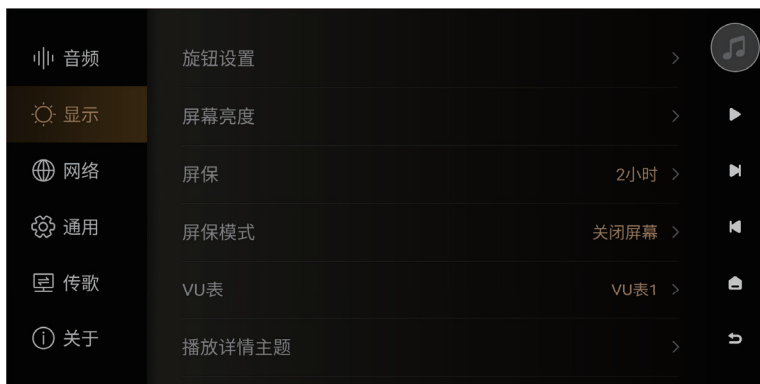 音频
显示
网络
通用
传歌
关于
旋钮设置
屏幕亮度
屏保 2小时
屏保模式 关闭屏幕
VU表 VU表1
播放详情主题